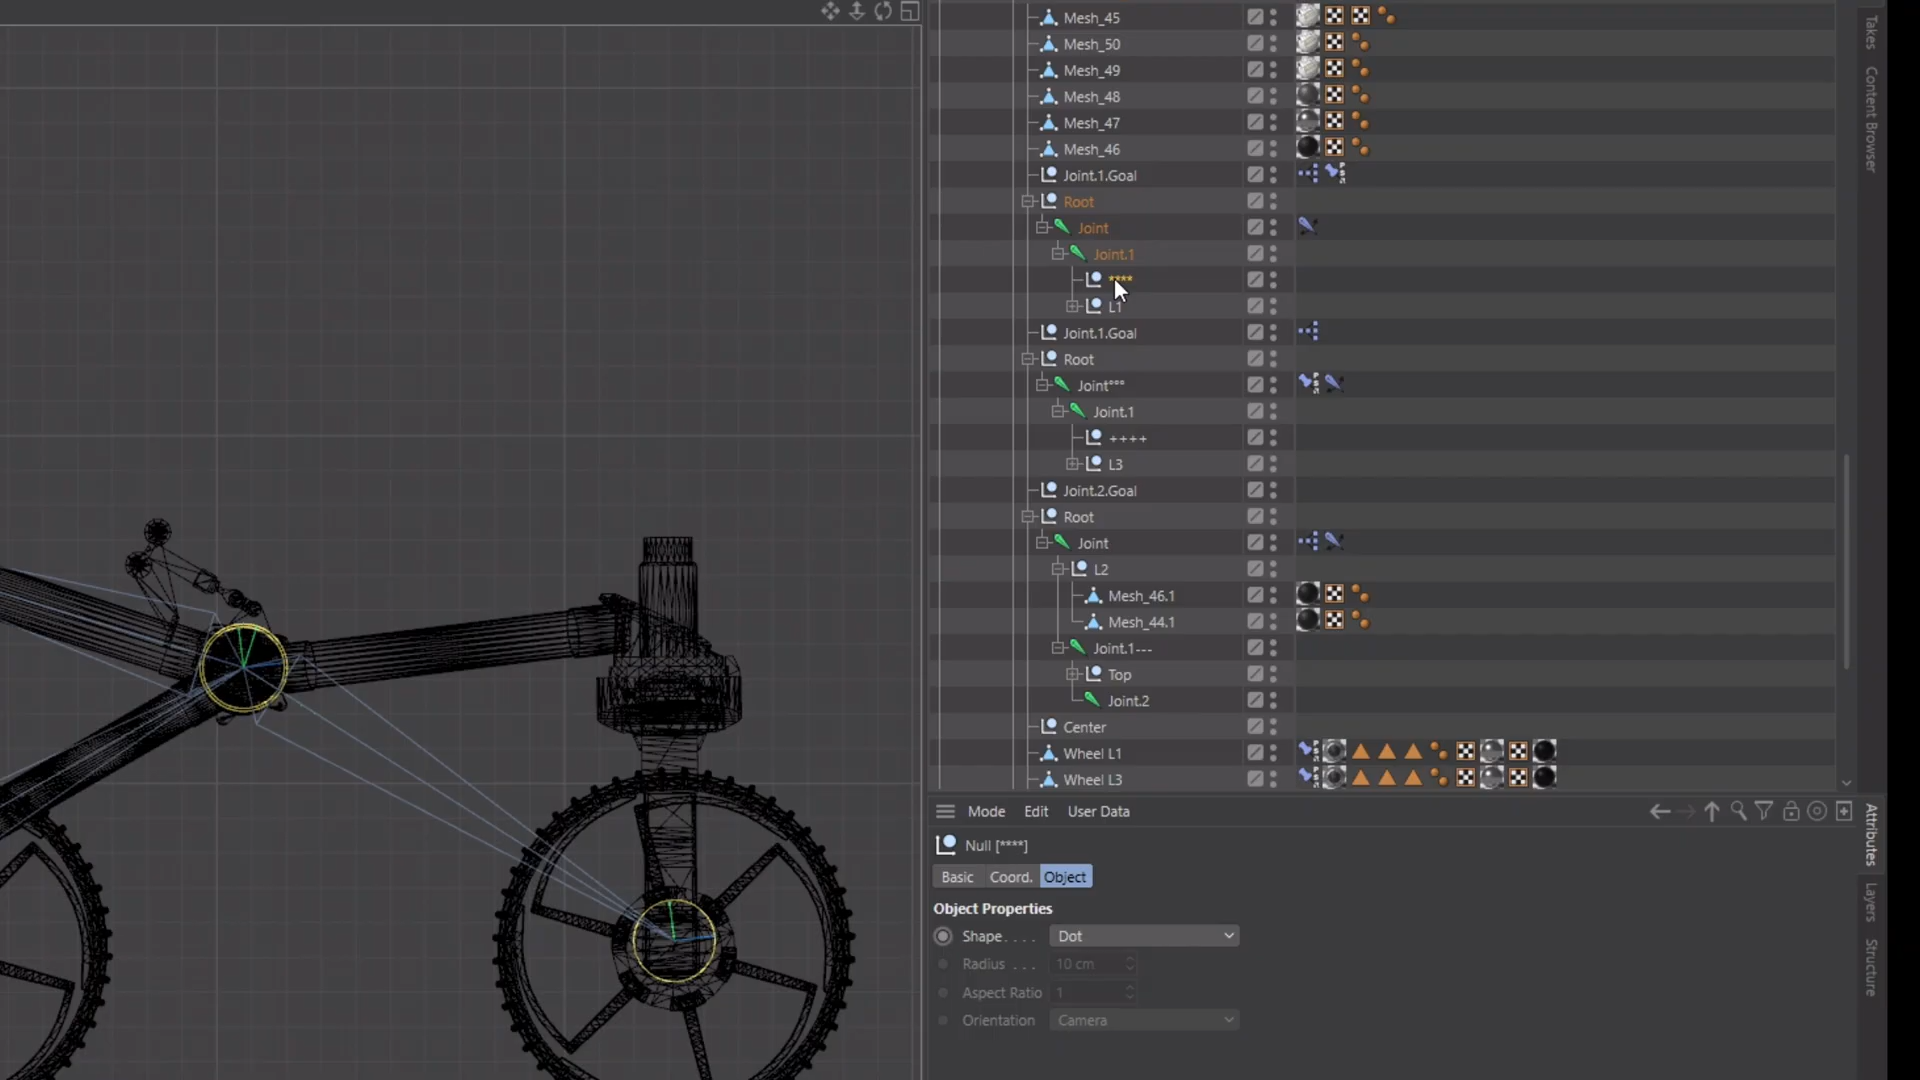 Mesh_45
Mesh_50
Mesh_49
Mesh_48
Mesh_47
Mesh_46
Joint.1.Goal
Root
Joint
Joint.1
****
L1
Joint.1.Goal
Root
Joint°°°
Joint.1
++++
L3
Joint.2.Goal
Root
Joint
L2
Mesh_46.1
Mesh_44.1
Joint.1---
Top
Joint.2
Center
Wheel L1
Wheel L3
Mode Edit User Data
Null [****]
Basic Coord. Object
Object Properties
Shape. . . . Dot
Radius . . . 10 cm
Aspect Ratio 1
Orientation Camera
Takes
Content Browser
Attributes
Layers
Structure